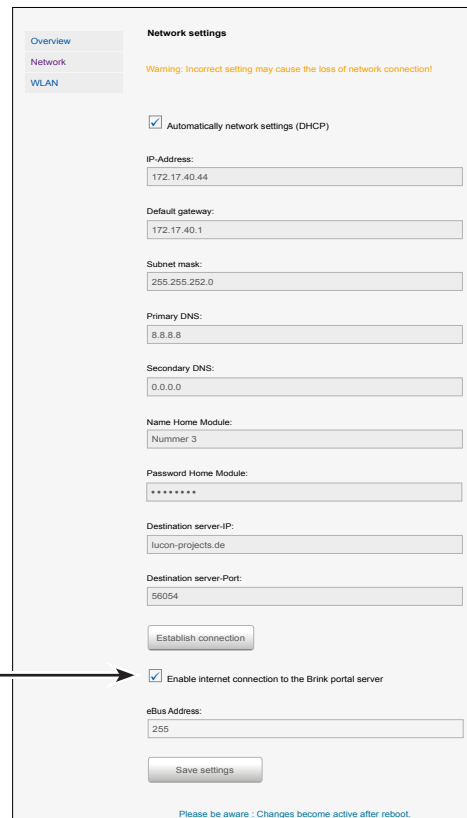 Overview
Network
WLAN
Network settings
Warning: Incorrect setting may cause the loss of network connection!
Automatically network settings (DHCP)
IP-Address:
172.17.40.44
Default gateway:
172.17.40.1
Subnet mask:
255.255.252.0
Primary DNS:
8.8.8.8
Secondary DNS:
0.0.0.0
Name Home Module:
Nummer 3
Password Home Module:
••••••••
Destination server-IP:
lucon-projects.de
Destination server-Port:
56054
Establish connection
Enable internet connection to the Brink portal server
eBus Address:
255
Save settings
Please be aware : Changes become active after reboot.